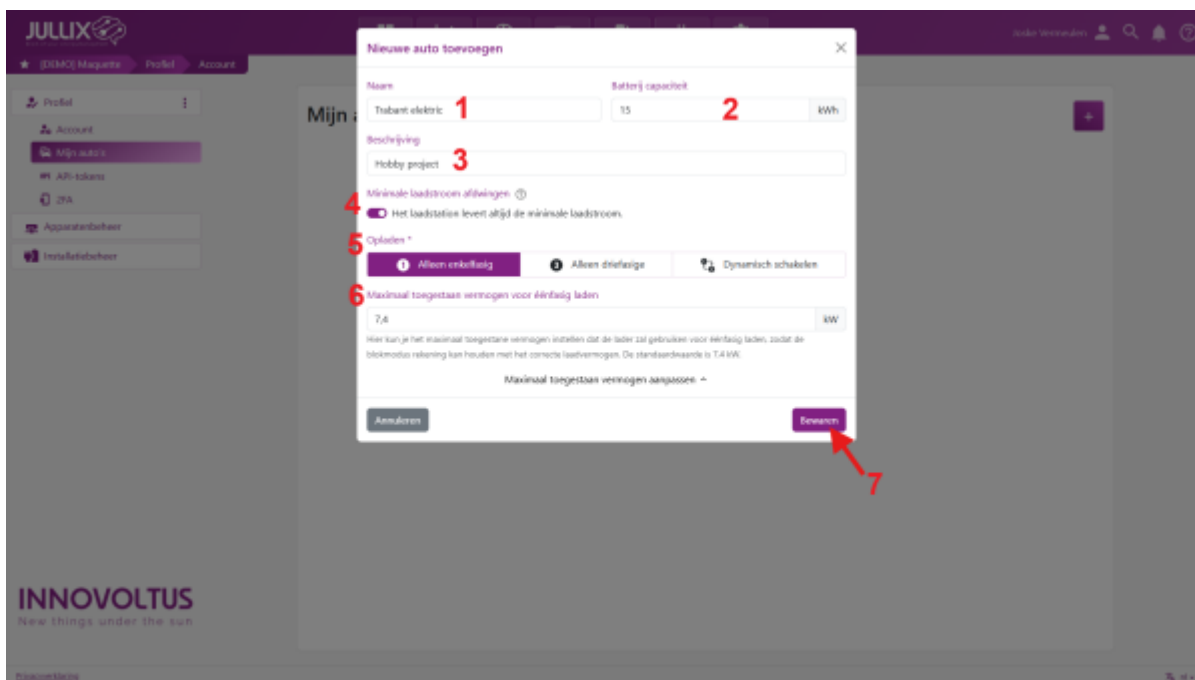 JULLIX
Nieuwe auto toevoegen
[DEMO] Maquette Profiel Account
Naam
Batterij capaciteit
Profiel
Trabant elektric 1
15 2 kWh
Mijn
+
Account
Beschrijving
Mijn auto's
Hobby project 3
API-tokens
Minimale laadstroom afdwingen
2FA
4 Het laadstation levert altijd de minimale laadstroom.
Apparatenbeheer
5 Opladen *
Installatiebeheer
1 Alleen enkelfasig 3 Alleen driefasige Dynamisch schakelen
6 Maximaal toegestaan vermogen voor éénfasig laden
7,4 kW
Hier kun je het maximaal toegestane vermogen instellen dat de lader zal gebruiken voor éénfasig laden, zodat de
blokmodus rekening kan houden met het correcte laadvermogen. De standaardwaarde is 7.4 kW.
Maximaal toegestaan vermogen aanpassen
Annuleren
Bewaren
7
INNOVOLTUS
New things under the sun
Privacyverklaring